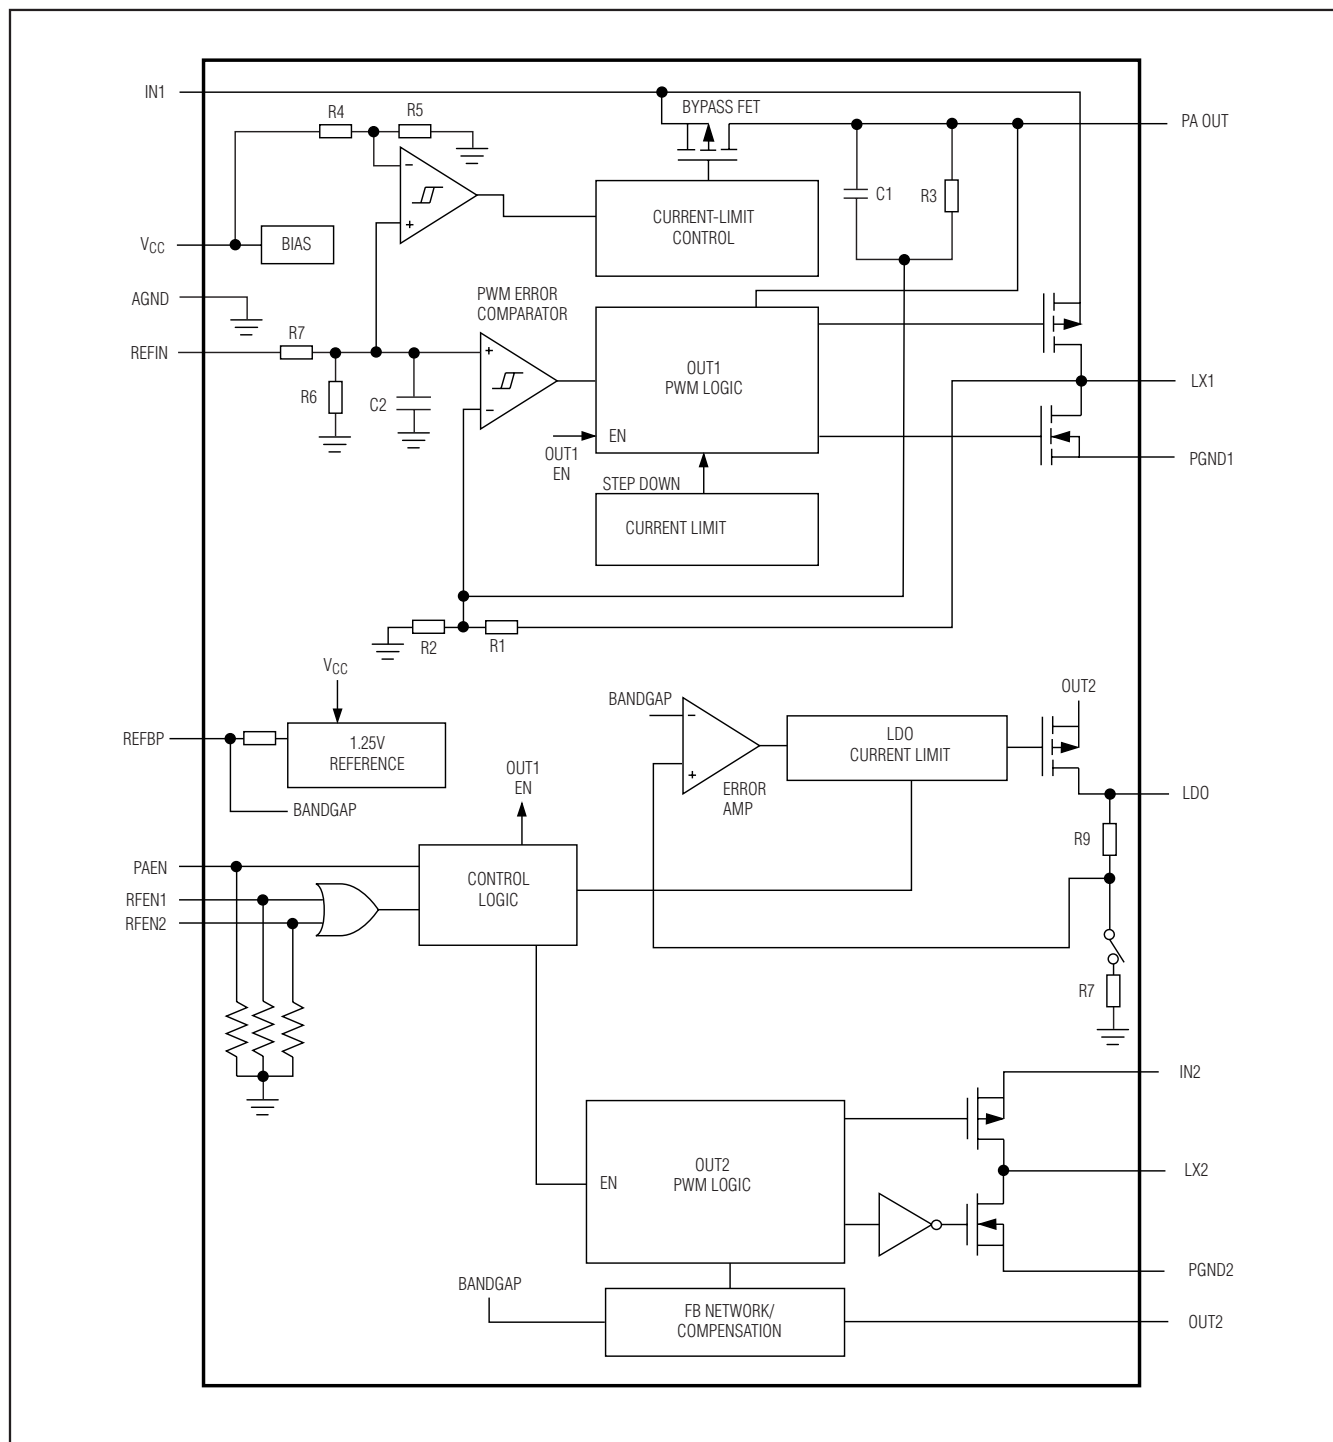 IN1
R4
R5
BYPASS FET
PA OUT
−
+
C1
R3
CURRENT-LIMIT
CONTROL
VCC
BIAS
AGND
PWM ERROR
COMPARATOR
REFIN
R7
+
−
OUT1
PWM LOGIC
LX1
R6
C2
EN
OUT1
EN
PGND1
STEP DOWN
CURRENT LIMIT
R2
R1
VCC
BANDGAP
OUT2
−
+
LDO
CURRENT LIMIT
REFBP
1.25V
REFERENCE
ERROR
AMP
OUT1
EN
LDO
BANDGAP
R9
PAEN
RFEN1
RFEN2
CONTROL
LOGIC
R7
IN2
OUT2
PWM LOGIC
EN
LX2
PGND2
BANDGAP
FB NETWORK/
COMPENSATION
OUT2